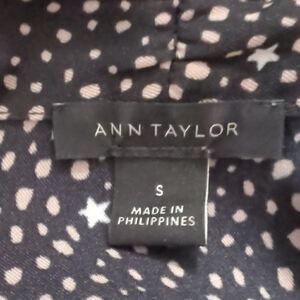 ANN TAYLOR
S
MADE IN
PHILIPPINES